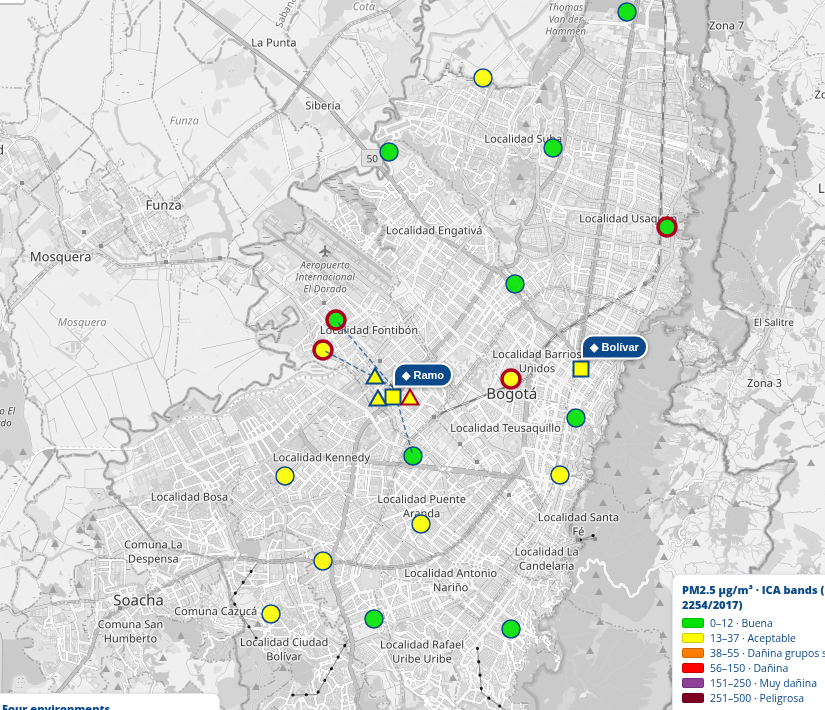 Cota
Thomas
Van der
Hammen
Zona 7
La Punta
Siberia
Funza
Localidad Suba
50
Funza
Localidad Usaquén
Localidad Engativá
Mosquera
Aeropuerto
Internacional
El Dorado
Mosquera
Localidad Fontibón
El Salitre
◆ Bolívar
Localidad Barrios
Unidos
◆ Ramo
Zona 3
Bogotá
Localidad Teusaquillo
Localidad Kennedy
Localidad Bosa
Localidad Puente
Aranda
Localidad Santa
Fé
Comuna La
Despensa
Localidad La
Candelaria
Localidad Antonio
Nariño
Soacha
Comuna Cazucá
Comuna San
Humberto
Localidad Ciudad
Bolívar
Localidad Rafael
Uribe Uribe
PM2.5 µg/m³ · ICA bands (
2254/2017)
0–12 · Buena
13–37 · Aceptable
38–55 · Dañina grupos s
56–150 · Dañina
151–250 · Muy dañina
251–500 · Peligrosa
Four environments